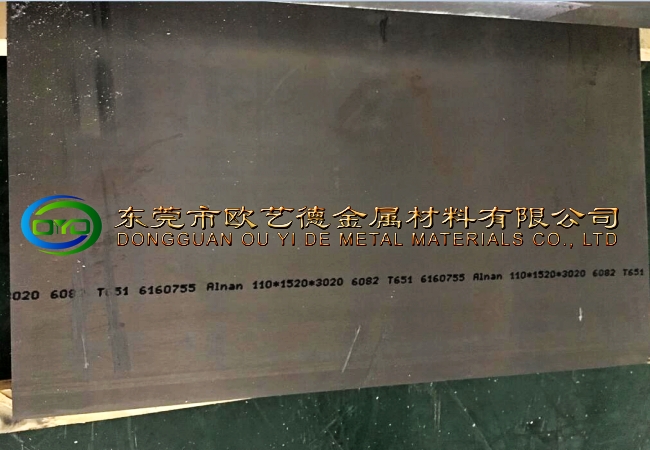 OYD 东莞市欧艺德金属材料有限公司
DONGGUAN OU YI DE METAL MATERIALS CO., LTD
3020 6082 T651 6160755 Alnan 110*1520*3020 6082 T651 6160755 Alnan 110*1520*3020 6082 T651